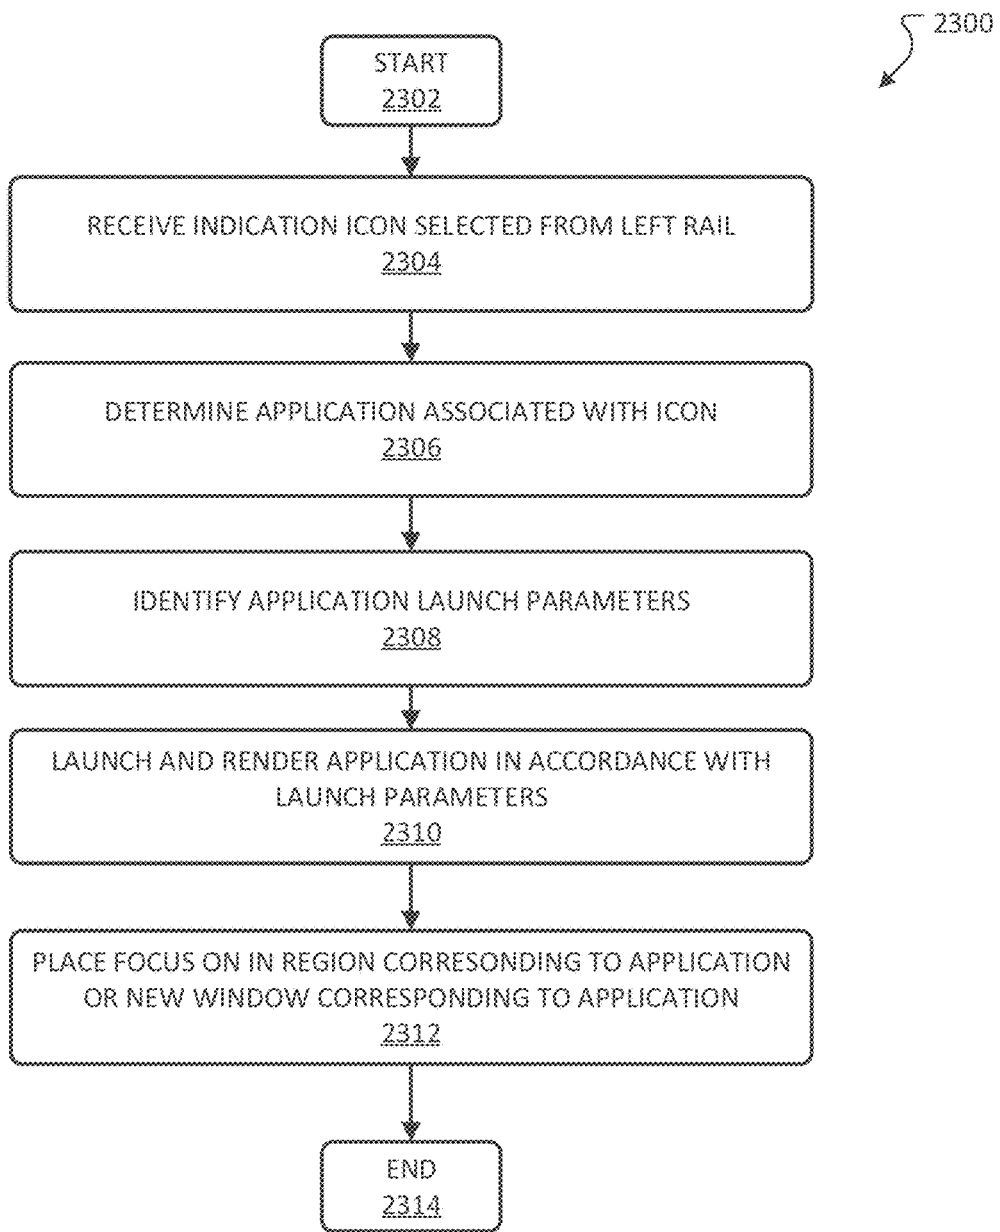 2300
START
2302
RECEIVE INDICATION ICON SELECTED FROM LEFT RAIL
2304
DETERMINE APPLICATION ASSOCIATED WITH ICON
2306
IDENTIFY APPLICATION LAUNCH PARAMETERS
2308
LAUNCH AND RENDER APPLICATION IN ACCORDANCE WITH
LAUNCH PARAMETERS
2310
PLACE FOCUS ON IN REGION CORRESONDING TO APPLICATION
OR NEW WINDOW CORRESPONDING TO APPLICATION
2312
END
2314